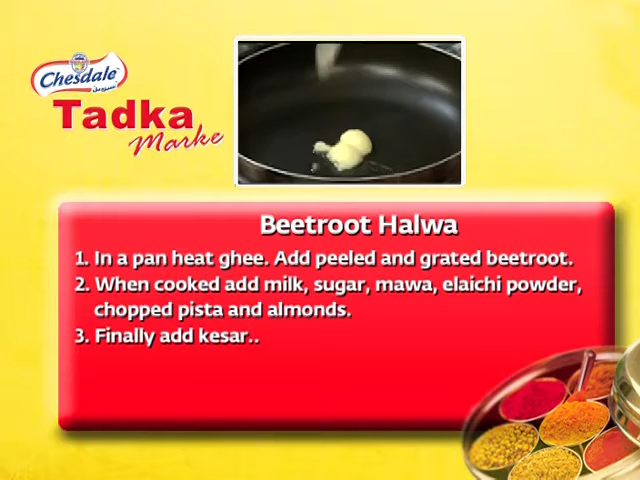 Chesdale
Tadka
Marke
Beetroot Halwa
1. In a pan heat ghee. Add peeled and grated beetroot.
2. When cooked add milk, sugar, mawa, elaichi powder,
chopped pista and almonds.
3. Finally add kesar..